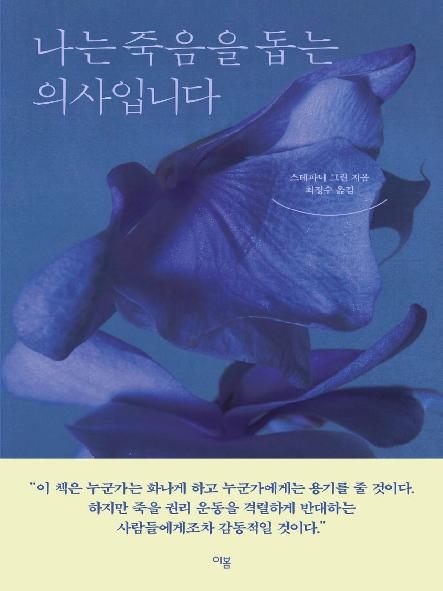 나는 죽음을 돕는
의사입니다
스테파니 그린 지음
최정수 옮김
“이 책은 누군가는 화나게 하고 누군가에게는 용기를 줄 것이다.
하지만 죽을 권리 운동을 격렬하게 반대하는
사람들에게조차 감동적일 것이다.”
이봄